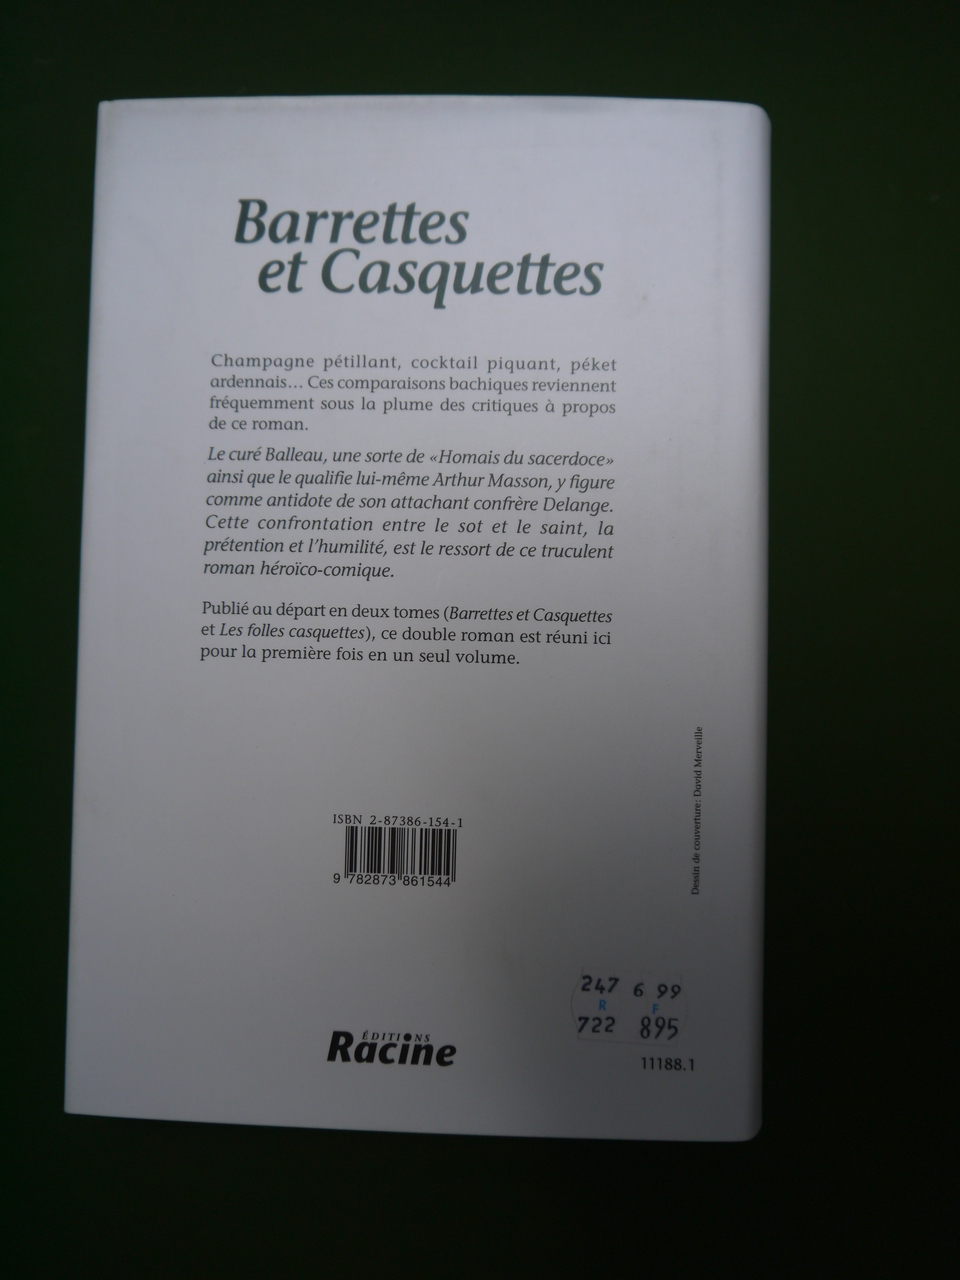 Barrettes
et Casquettes
Champagne pétillant, cocktail piquant, péket
ardennais... Ces comparaisons bachiques reviennent
fréquemment sous la plume des critiques à propos
de ce roman.
Le curé Balleau, une sorte de «Homais du sacerdoce»
ainsi que le qualifie lui-même Arthur Masson, y figure
comme antidote de son attachant confrère Delange.
Cette confrontation entre le sot et le saint, la
prétention et l'humilité, est le ressort de ce truculent
roman héroïco-comique.
Publié au départ en deux tomes (Barrettes et Casquettes
et Les folles casquettes), ce double roman est réuni ici
pour la première fois en un seul volume.
Dessin de couverture: David Merveille
ISBN 2-87386-154-1
9 782873 861544
ÉDITIONS
Racine
247 6 99
R F
722 895
11188.1